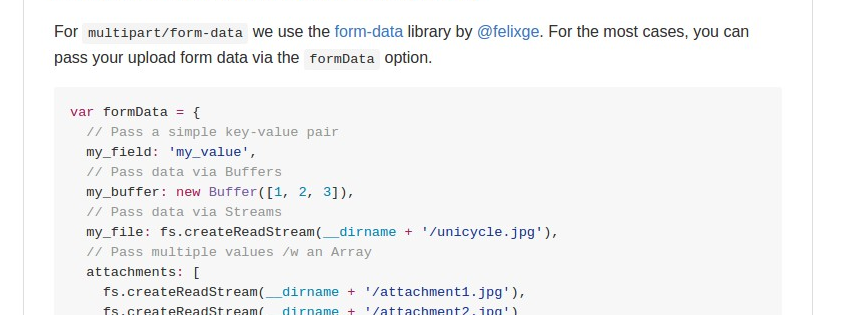 For multipart/form-data we use the form-data library by @felixge. For the most cases, you can
pass your upload form data via the formData option.
var formData = {
  // Pass a simple key-value pair
  my_field: 'my_value',
  // Pass data via Buffers
  my_buffer: new Buffer([1, 2, 3]),
  // Pass data via Streams
  my_file: fs.createReadStream(__dirname + '/unicycle.jpg'),
  // Pass multiple values /w an Array
  attachments: [
    fs.createReadStream(__dirname + '/attachment1.jpg'),
    fs.createReadStream(__dirname + '/attachment2.jpg')